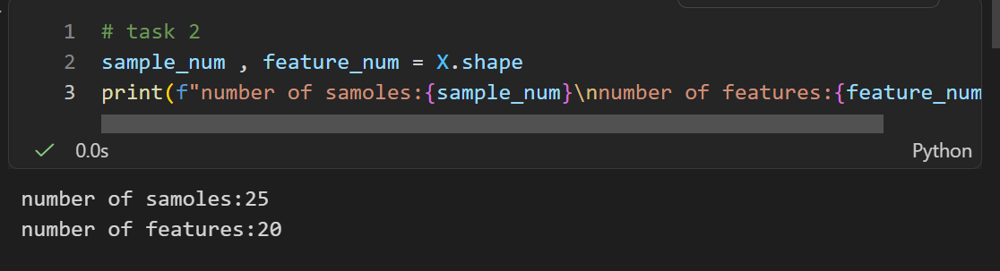 1 # task 2
2 sample_num , feature_num = X.shape
3 print(f"number of samoles:{sample_num}\nnumber of features:{feature_num
0.0s Python
number of samoles:25
number of features:20